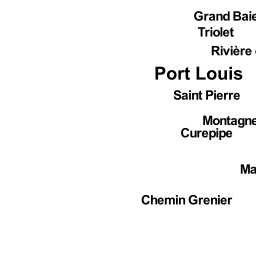 Grand Baie
Triolet
Rivière
Port Louis
Saint Pierre
Montagne
Curepipe
Ma
Chemin Grenier